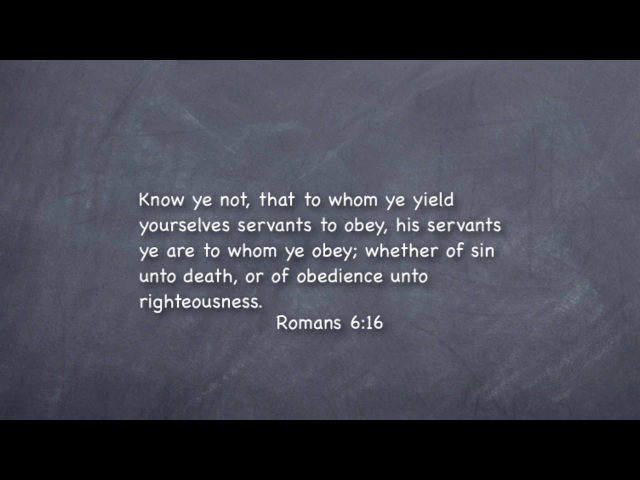 Know ye not, that to whom ye yield
yourselves servants to obey, his servants
ye are to whom ye obey; whether of sin
unto death, or of obedience unto
righteousness.
Romans 6:16